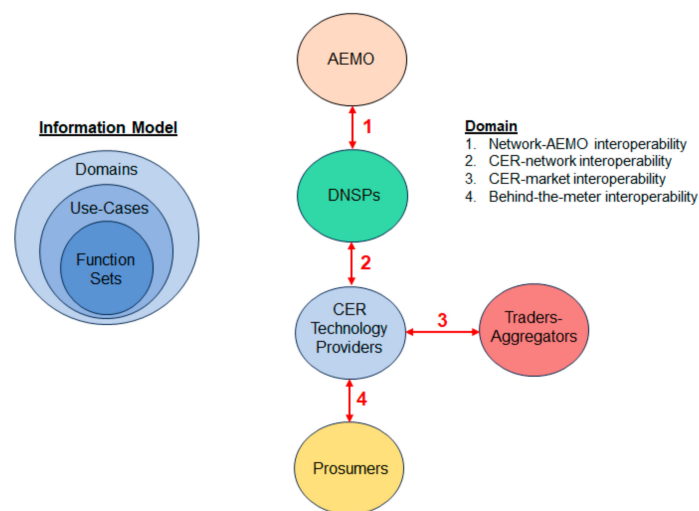 AEMO
1
Information Model
Domains
Use-Cases
Function
Sets
DNSPs
2
CER
Technology
Providers
3
Traders-
Aggregators
4
Prosumers
Domain
1. Network-AEMO interoperability
2. CER-network interoperability
3. CER-market interoperability
4. Behind-the-meter interoperability